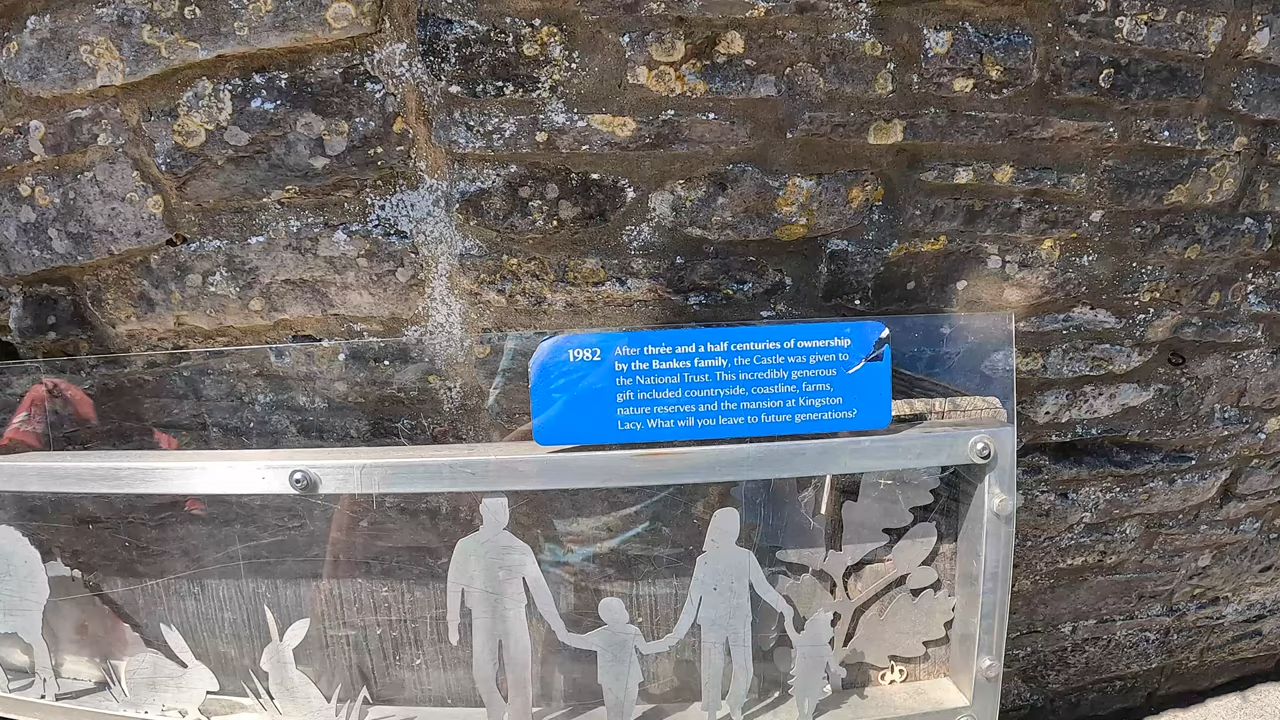 1982 After three and a half centuries of ownership
by the Bankes family, the Castle was given to
the National Trust. This incredibly generous
gift included countryside, coastline, farms,
nature reserves and the mansion at Kingston
Lacy. What will you leave to future generations?